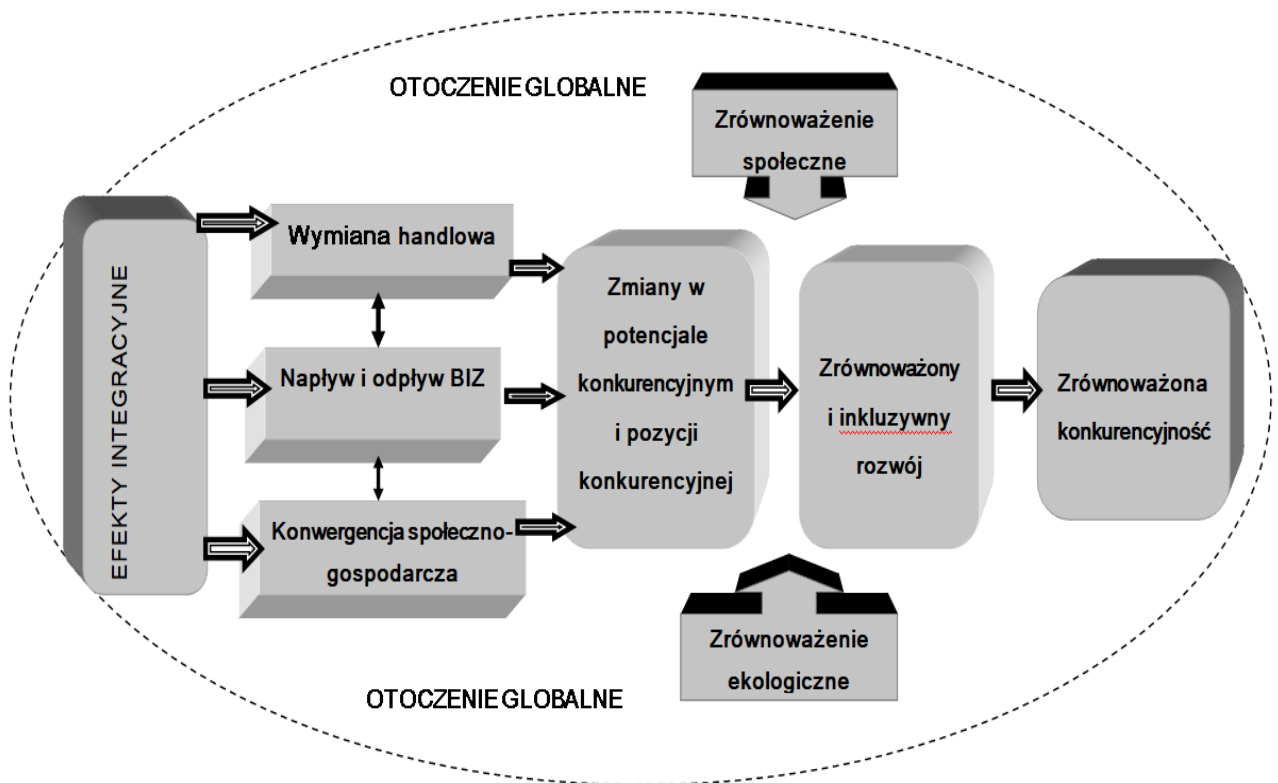 OTOCZENIE GLOBALNE
Zrównoważenie
społeczne
EFEKTY INTEGRACYJNE
Wymiana handlowa
Napływ i odpływ BIZ
Konwergencja społeczno-
gospodarcza
Zmiany w
potencjale
konkurencyjnym
i pozycji
konkurencyjnej
Zrównoważony
i inkluzywny
rozwój
Zrównoważona
konkurencyjność
Zrównoważenie
ekologiczne
OTOCZENIE GLOBALNE